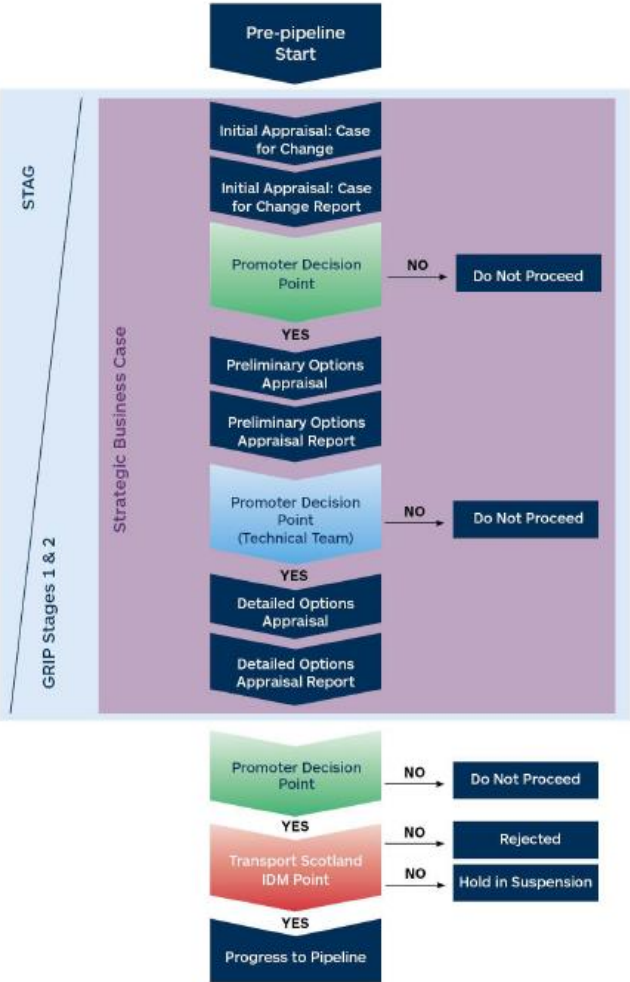 Pre-pipeline
Start
STAG
GRIP Stages 1 & 2
Strategic Business Case
Initial Appraisal: Case
for Change
Initial Appraisal: Case
for Change Report
Promoter Decision
Point
NO
Do Not Proceed
YES
Preliminary Options
Appraisal
Preliminary Options
Appraisal Report
Promoter Decision
Point
(Technical Team)
NO
Do Not Proceed
YES
Detailed Options
Appraisal
Detailed Options
Appraisal Report
Promoter Decision
Point
NO
Do Not Proceed
YES
Transport Scotland
IDM Point
NO
Rejected
NO
Hold in Suspension
YES
Progress to Pipeline